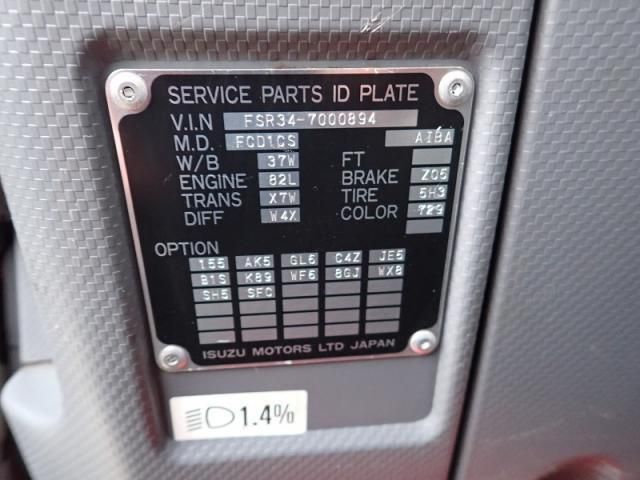 SERVICE PARTS ID PLATE
V.I.N FSR34-7000894
M.D. FCD1CS AIBA
W/B 37W FT
ENGINE 82L BRAKE Z05
TRANS X7W TIRE 5H3
DIFF W4X COLOR 729
OPTION
155 AK5 GL6 C4Z JE5
B1S K89 WF6 8GJ WX8
SH5 SFC
ISUZU MOTORS LTD JAPAN
1.4%